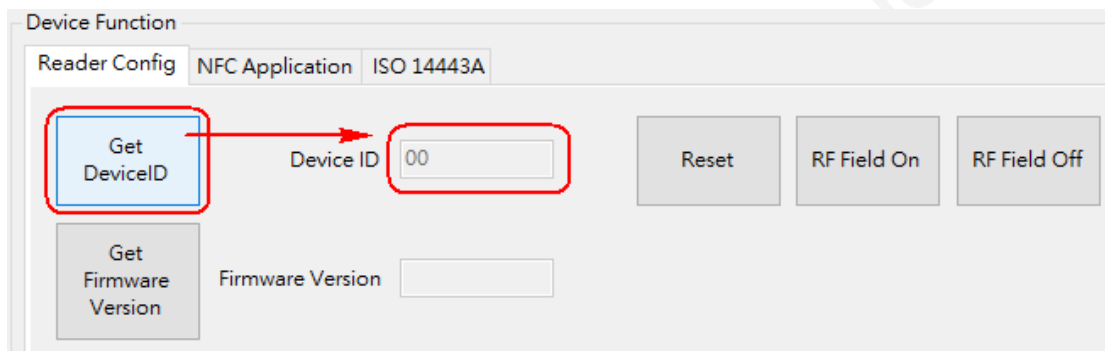 Device Function
Reader Config NFC Application ISO 14443A
Get
DeviceID
Device ID 00
Reset
RF Field On
RF Field Off
Get
Firmware
Version
Firmware Version